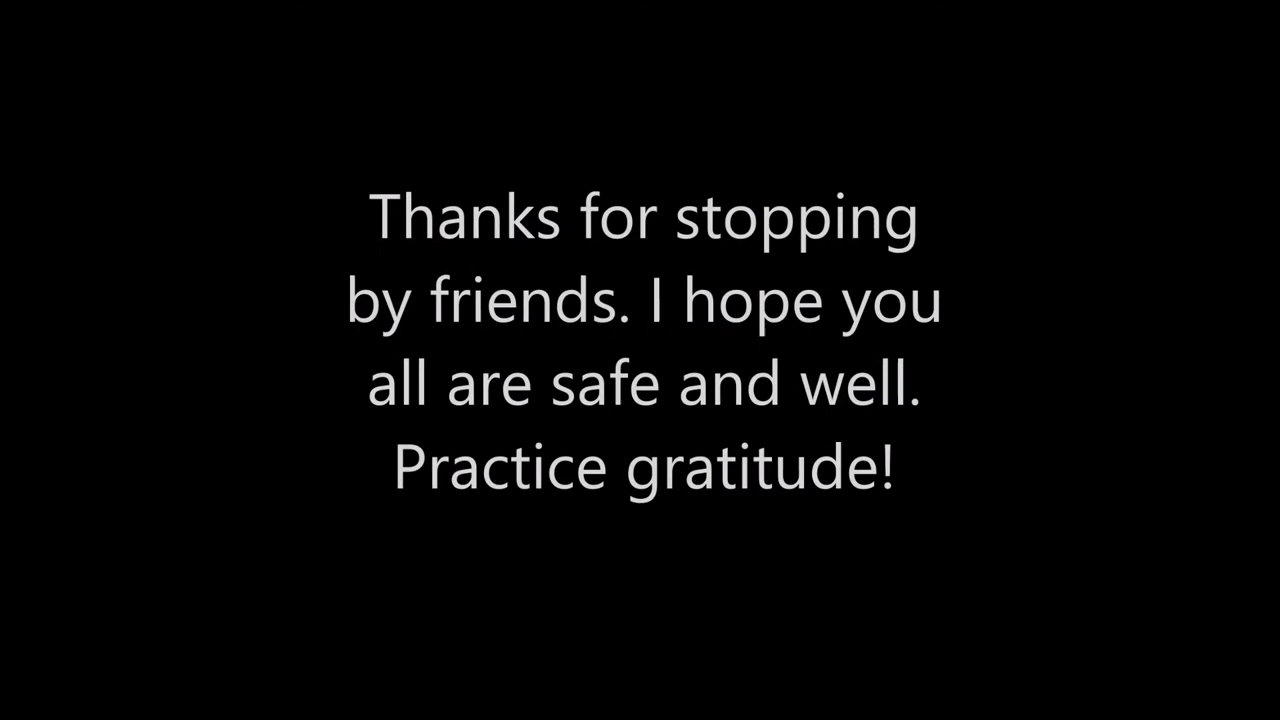 Thanks for stopping
by friends. I hope you
all are safe and well.
Practice gratitude!